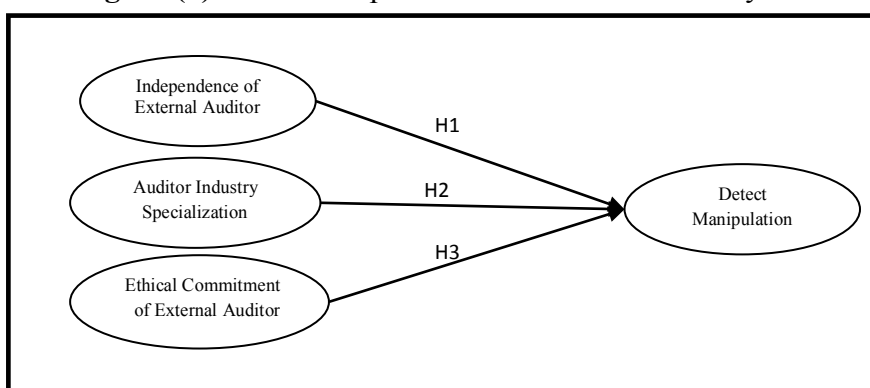 Independence of
External Auditor
H1
Auditor Industry
Specialization
H2
Detect
Manipulation
H3
Ethical Commitment
of External Auditor